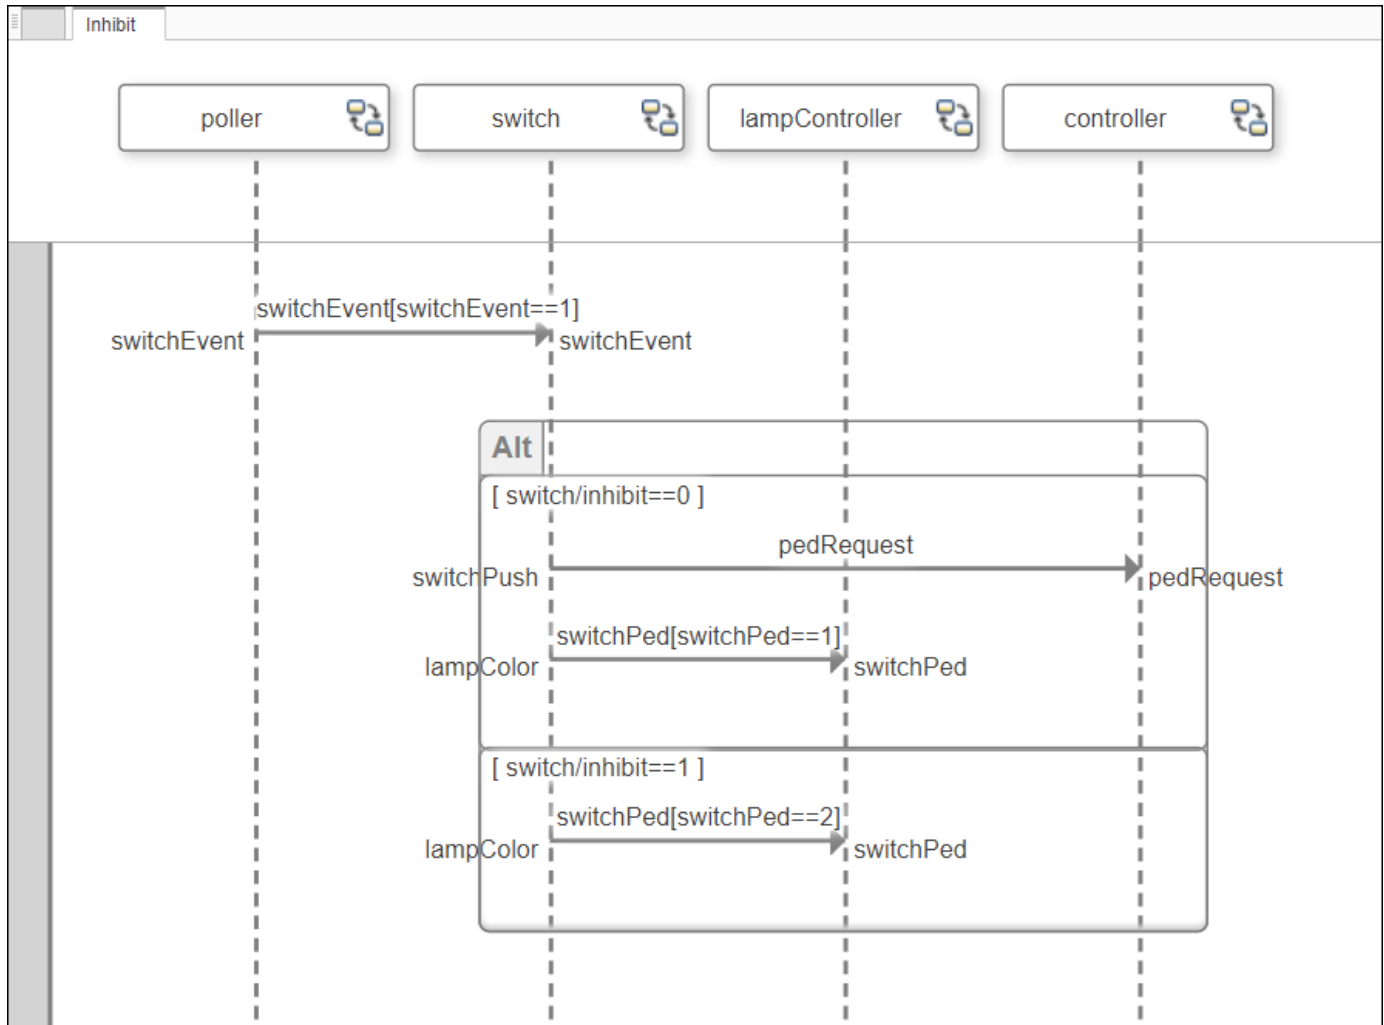 Inhibit
poller
switch
lampController
controller
switchEvent[switchEvent==1]
switchEvent
switchEvent
Alt
[ switch/inhibit==0 ]
pedRequest
switchPush
pedRequest
switchPed[switchPed==1]
lampColor
switchPed
[ switch/inhibit==1 ]
switchPed[switchPed==2]
lampColor
switchPed